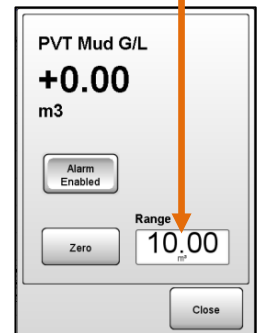 PVT Mud G/L
+0.00
m3
Alarm
Enabled
Range
Zero
10.00
m³
Close